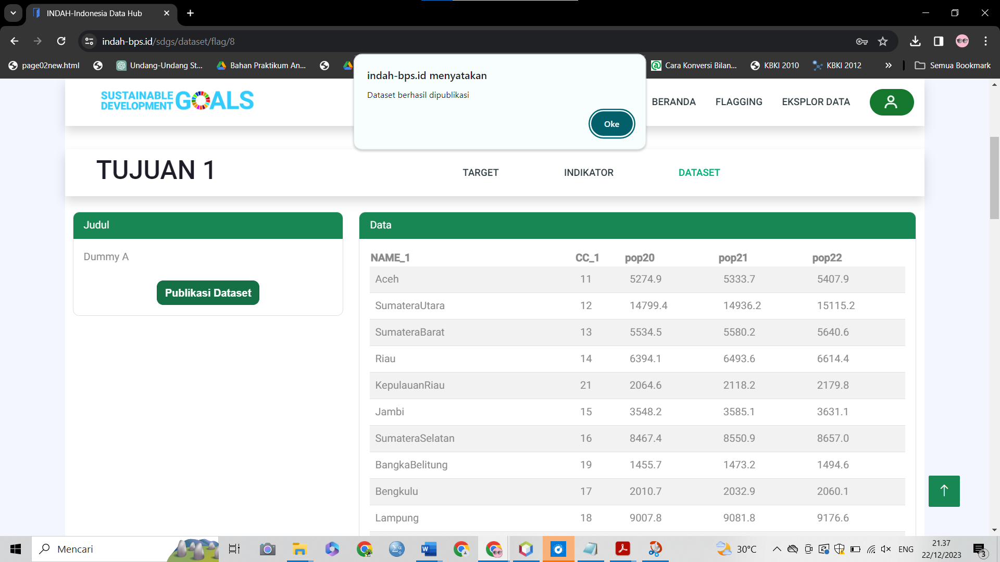 INDAH-Indonesia Data Hub
indah-bps.id/sdgs/dataset/flag/8
page02new.html
Undang-Undang St...
Bahan Praktikum An...
Cara Konversi Bilan...
KBKI 2010
KBKI 2012
Semua Bookmark
indah-bps.id menyatakan
Dataset berhasil dipublikasi
Oke
SUSTAINABLE DEVELOPMENT GOALS
BERANDA FLAGGING EKSPLOR DATA
TUJUAN 1
TARGET INDIKATOR DATASET
Judul
Dummy A
Publikasi Dataset
Data
NAME_1 CC_1 pop20 pop21 pop22
Aceh 11 5274.9 5333.7 5407.9
SumateraUtara 12 14799.4 14936.2 15115.2
SumateraBarat 13 5534.5 5580.2 5640.6
Riau 14 6394.1 6493.6 6614.4
KepulauanRiau 21 2064.6 2118.2 2179.8
Jambi 15 3548.2 3585.1 3631.1
SumateraSelatan 16 8467.4 8550.9 8657.0
BangkaBelitung 19 1455.7 1473.2 1494.6
Bengkulu 17 2010.7 2032.9 2060.1
Lampung 18 9007.8 9081.8 9176.6
Mencari
30°C
ENG
21.37
22/12/2023
3